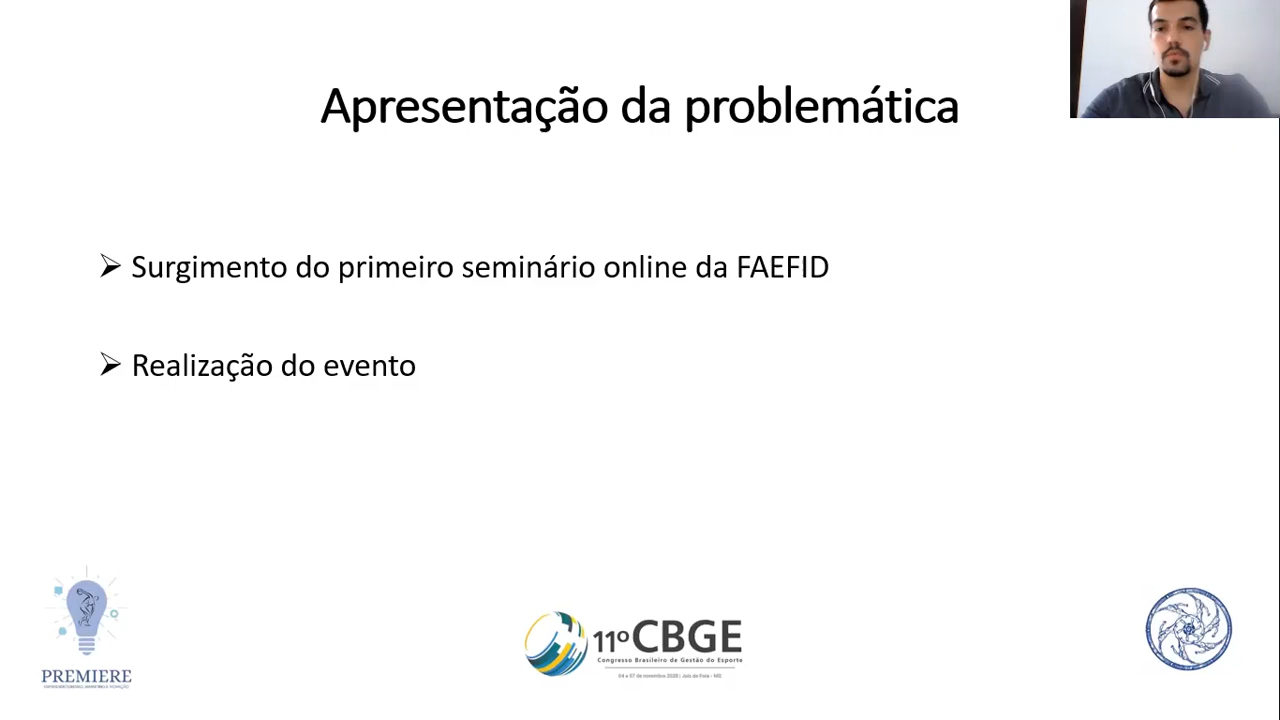 Apresentação da problemática
➢ Surgimento do primeiro seminário online da FAEFID
➢ Realização do evento
PREMIERE
11º CBGE
Congresso Brasileiro de Gestão do Esporte